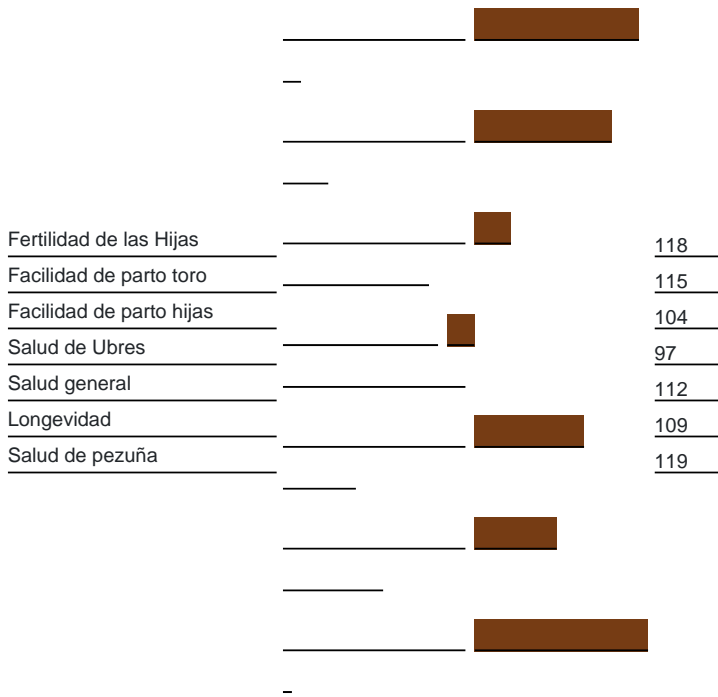 Fertilidad de las Hijas 118
Facilidad de parto toro 115
Facilidad de parto hijas 104
Salud de Ubres 97
Salud general 112
Longevidad 109
Salud de pezuña 119